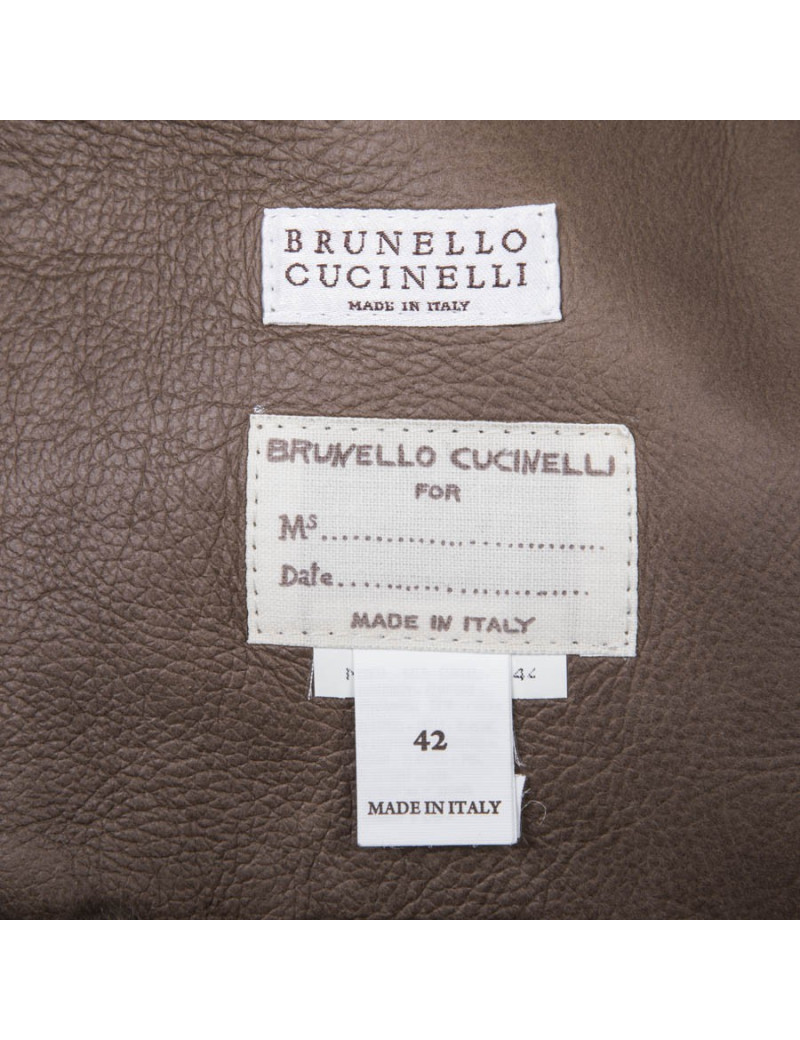 BRUNELLO
CUCINELLI
MADE IN ITALY
BRUNELLO CUCINELLI
FOR
Ms..............................
Date..............................
MADE IN ITALY
42
MADE IN ITALY